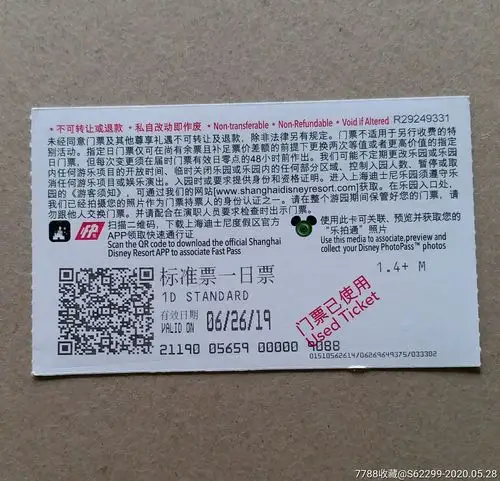 • 不可转让或退款 • 私自改动即作废 • Non-transferable • Non-Refundable • Void if Altered R29249331
未经同意门票及其他尊享礼遇不可转让及退款，除非法律另有规定。门票不适用于另行收费的特
别活动。指定日门票仅可在尚有余票且补足票价差额的前提下更换两次等值或者更高价值的指定
日门票，但每次变更须在届时门票有效日零点的48小时前作出。我们可能不定期更改乐园或乐园
内任何游乐项目的开放时间、临时关闭乐园或乐园内的任何部分区域、控制入园人数、暂停或取
消任何游乐项目或娱乐演出。入园时或要求提供身份和资格证明。进入上海迪士尼乐园须遵守乐
园的《游客须知》，可通过我们的网站www.shanghaidisneyresort.com获取。在乐园入口处，
我们已经拍摄您的照片作为门票持票人的身份认证之一。请在整个游园期间保管好您的门票，请
勿跟他人交换门票。并请配合在演职人员要求检查时出示门票。
FP
扫描二维码，下载上海迪士尼度假区官方
APP领取快速通行证
Scan the QR code to download the official Shanghai
Disney Resort APP to associate Fast Pass
使用此卡可关联、预览并获取您的
“乐拍通” 照片
Use this media to associate,preview and
collect your Disney PhotoPass™ photos
标准票一日票
1.4+ M
1D STANDARD
有效日期
VALID ON 06/26/19
门票已使用
Used Ticket
21190 05659 00000 9088
01510562614/06269649375/033302
7788收藏@S62299-2020.05.28